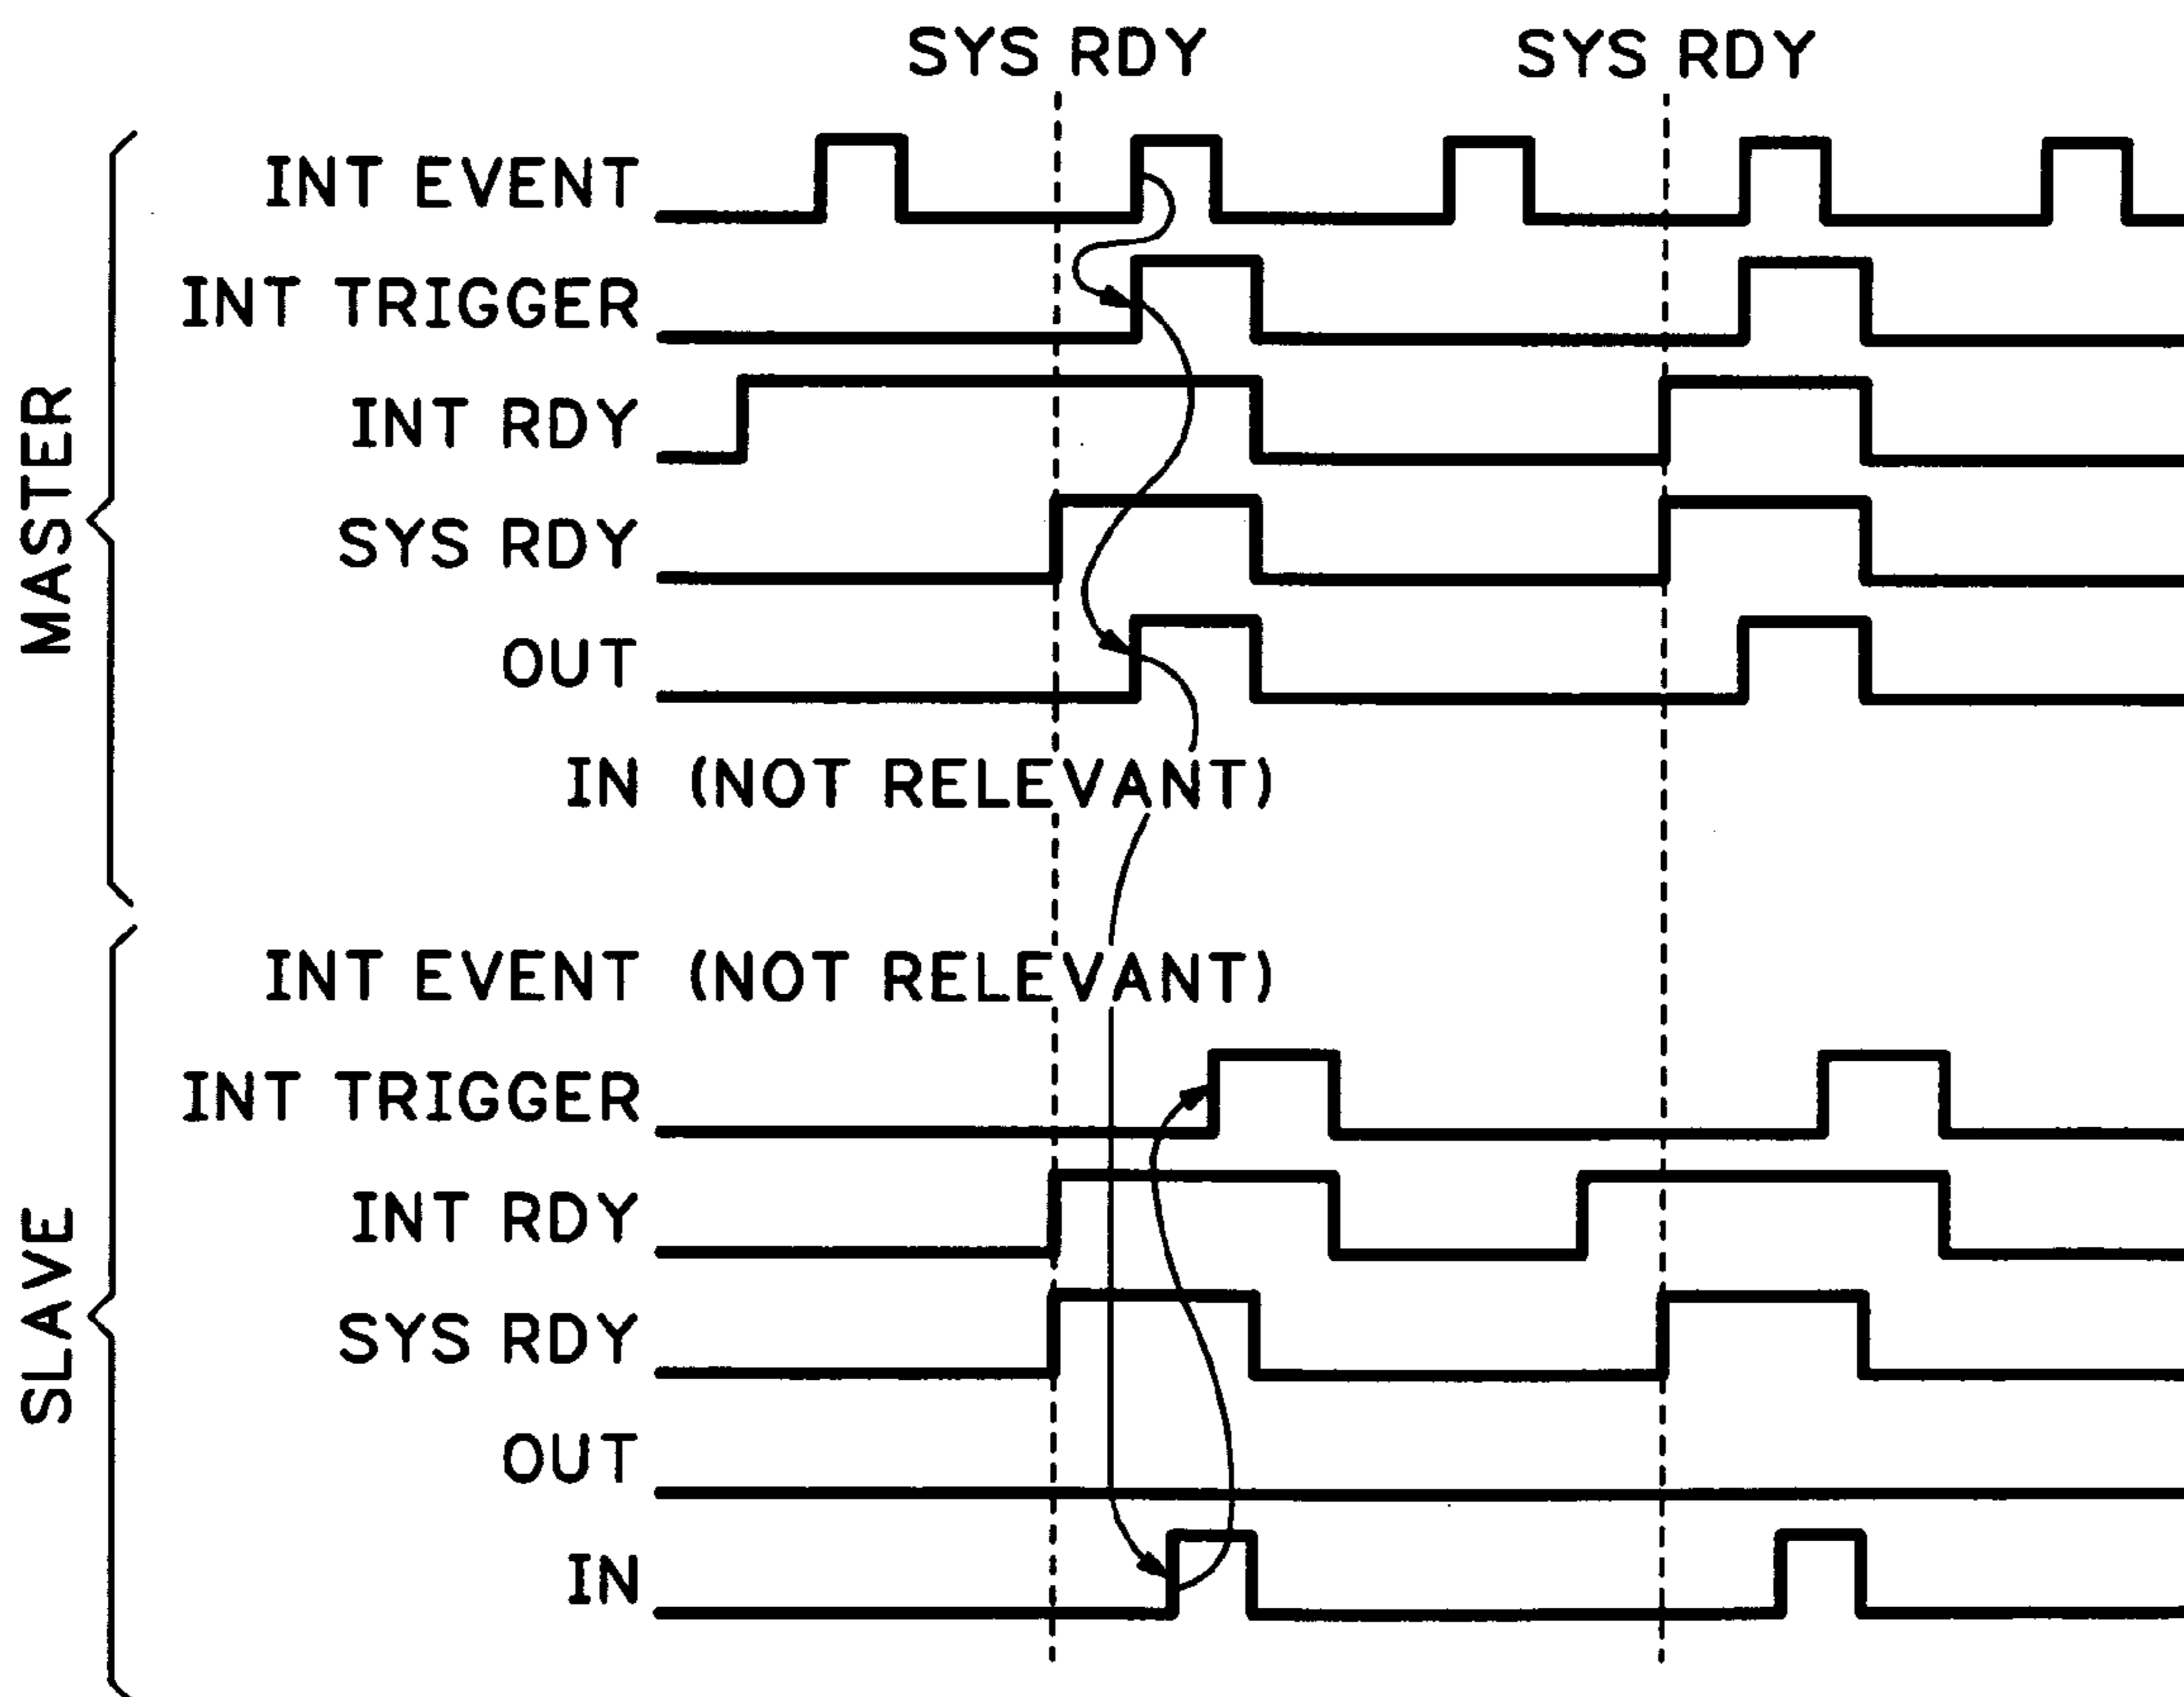 SYS RDY
SYS RDY
MASTER
INT EVENT
INT TRIGGER
INT RDY
SYS RDY
OUT
IN (NOT RELEVANT)
SLAVE
INT EVENT (NOT RELEVANT)
INT TRIGGER
INT RDY
SYS RDY
OUT
IN